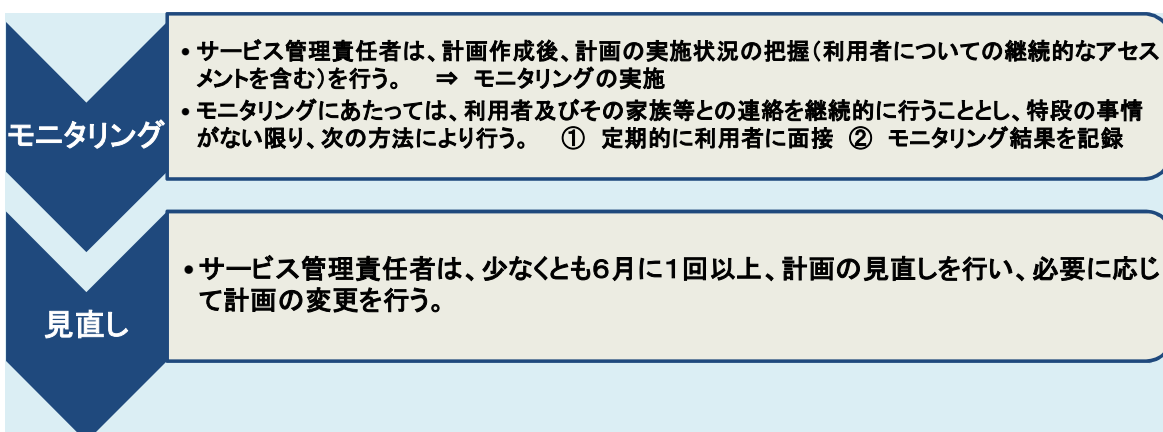 モニタリング
• サービス管理責任者は、計画作成後、計画の実施状況の把握（利用者についての継続的なアセス
メントを含む）を行う。　⇒　モニタリングの実施
• モニタリングにあたっては、利用者及びその家族等との連絡を継続的に行うこととし、特段の事情
がない限り、次の方法により行う。　①　定期的に利用者に面接　②　モニタリング結果を記録
見直し
• サービス管理責任者は、少なくとも６月に１回以上、計画の見直しを行い、必要に応じ
て計画の変更を行う。